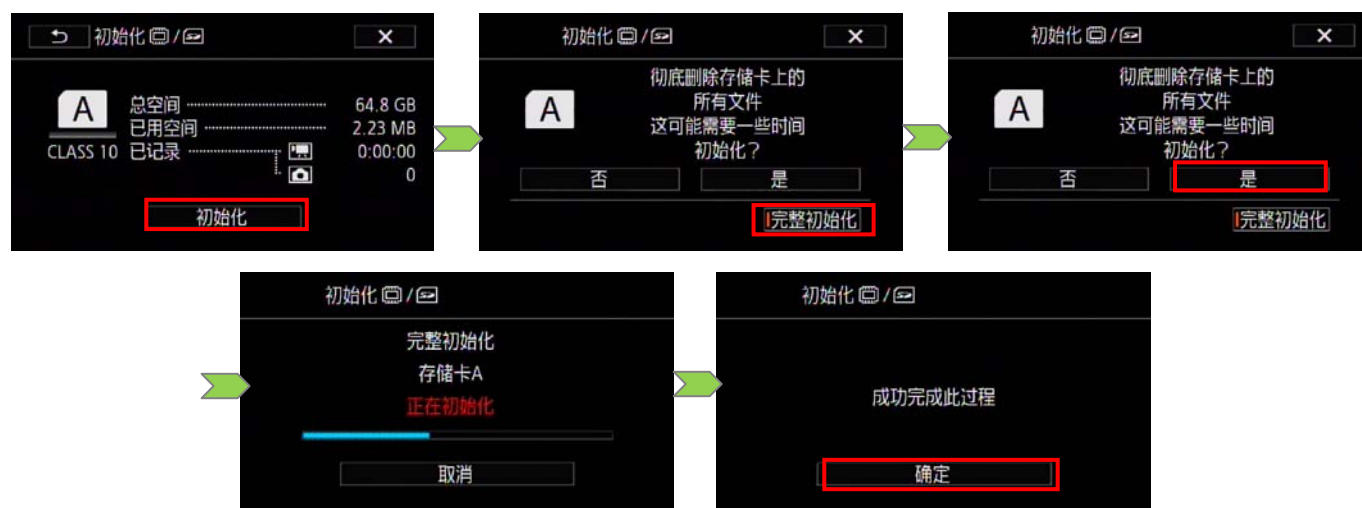 初始化 /
A
总空间 64.8 GB
已用空间 2.23 MB
CLASS 10 已记录 0:00:00
0
初始化
初始化 /
A
彻底删除存储卡上的
所有文件
这可能需要一些时间
初始化？
否 是
完整初始化
初始化 /
A
彻底删除存储卡上的
所有文件
这可能需要一些时间
初始化？
否 是
完整初始化
初始化 /
完整初始化
存储卡A
正在初始化
取消
初始化 /
成功完成此过程
确定